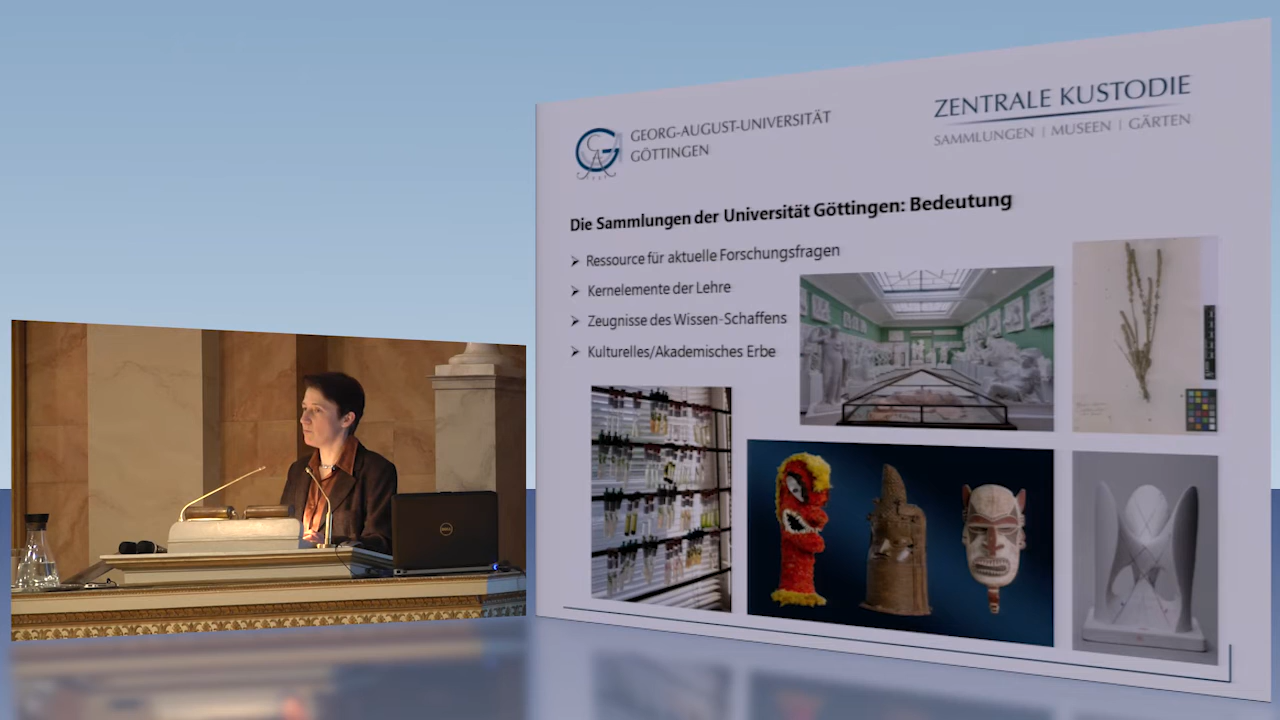 GEORG-AUGUST-UNIVERSITÄT
GÖTTINGEN
ZENTRALE KUSTODIE
SAMMLUNGEN | MUSEEN | GÄRTEN
Die Sammlungen der Universität Göttingen: Bedeutung
Ressource für aktuelle Forschungsfragen
Kernelemente der Lehre
Zeugnisse des Wissen-Schaffens
Kulturelles/Akademisches Erbe
DELL